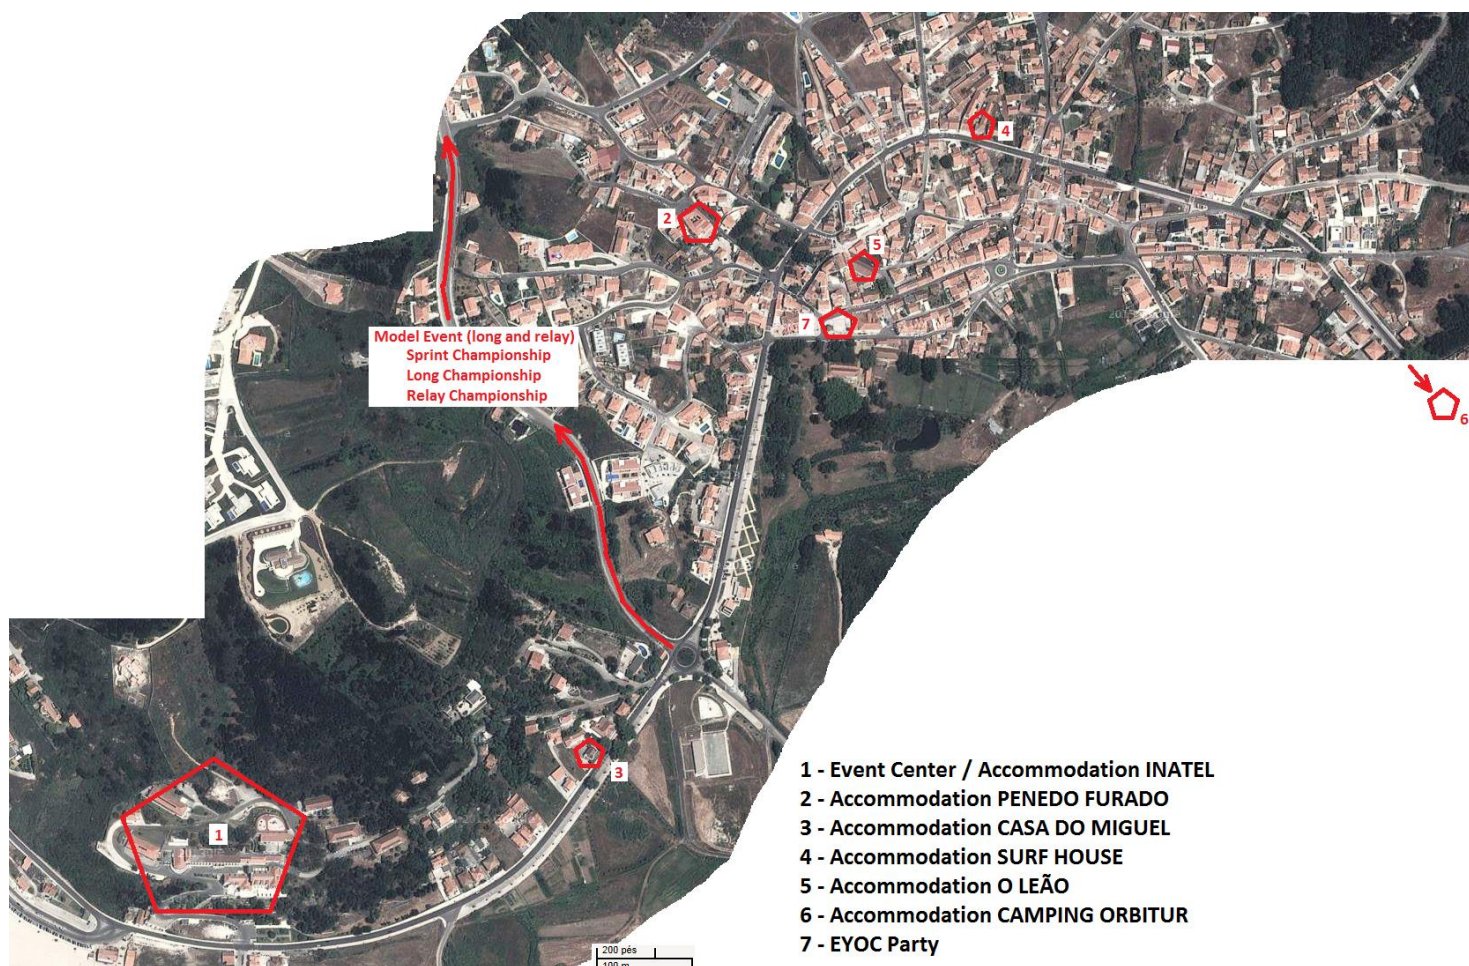 4
2
5
7
Model Event (long and relay)
Sprint Championship
Long Championship
Relay Championship
6
3
1
1 - Event Center / Accommodation INATEL
2 - Accommodation PENEDO FURADO
3 - Accommodation CASA DO MIGUEL
4 - Accommodation SURF HOUSE
5 - Accommodation O LEÃO
6 - Accommodation CAMPING ORBITUR
7 - EYOC Party
200 pés
100 m